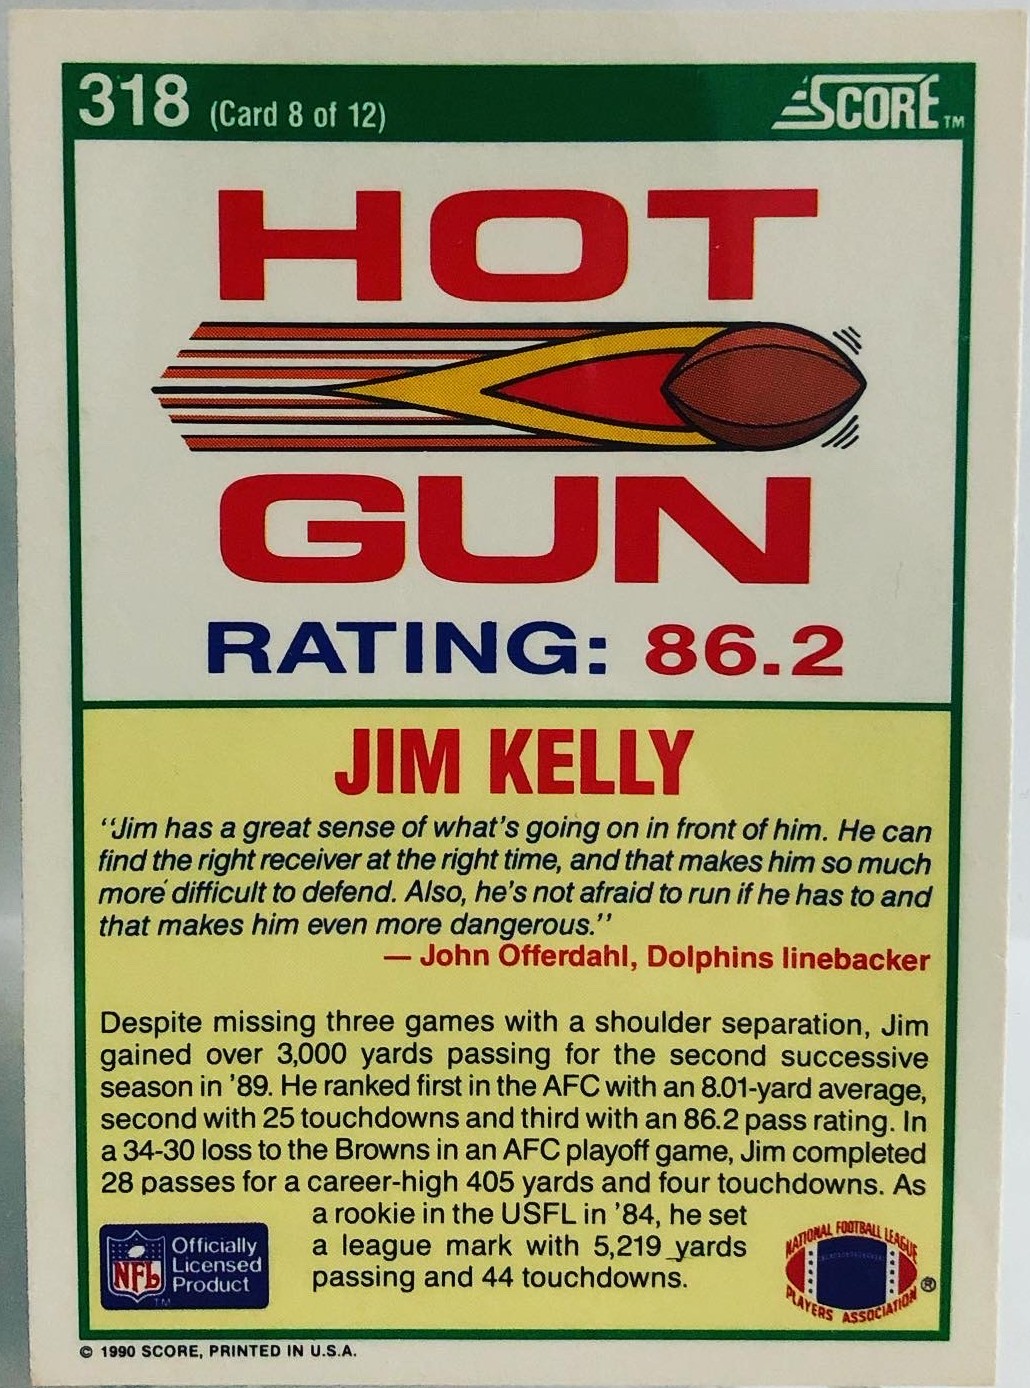 318 (Card 8 of 12)
SCORE™
HOT
GUN
RATING: 86.2
JIM KELLY
‘‘Jim has a great sense of what's going on in front of him. He can
find the right receiver at the right time, and that makes him so much
more difficult to defend. Also, he's not afraid to run if he has to and
that makes him even more dangerous.’’
— John Offerdahl, Dolphins linebacker
Despite missing three games with a shoulder separation, Jim
gained over 3,000 yards passing for the second successive
season in '89. He ranked first in the AFC with an 8.01-yard average,
second with 25 touchdowns and third with an 86.2 pass rating. In
a 34-30 loss to the Browns in an AFC playoff game, Jim completed
28 passes for a career-high 405 yards and four touchdowns. As
a rookie in the USFL in '84, he set
a league mark with 5,219 yards
passing and 44 touchdowns.
NFL
Officially
Licensed
Product
TM
NATIONAL FOOTBALL LEAGUE
PLAYERS ASSOCIATION ®
© 1990 SCORE, PRINTED IN U.S.A.